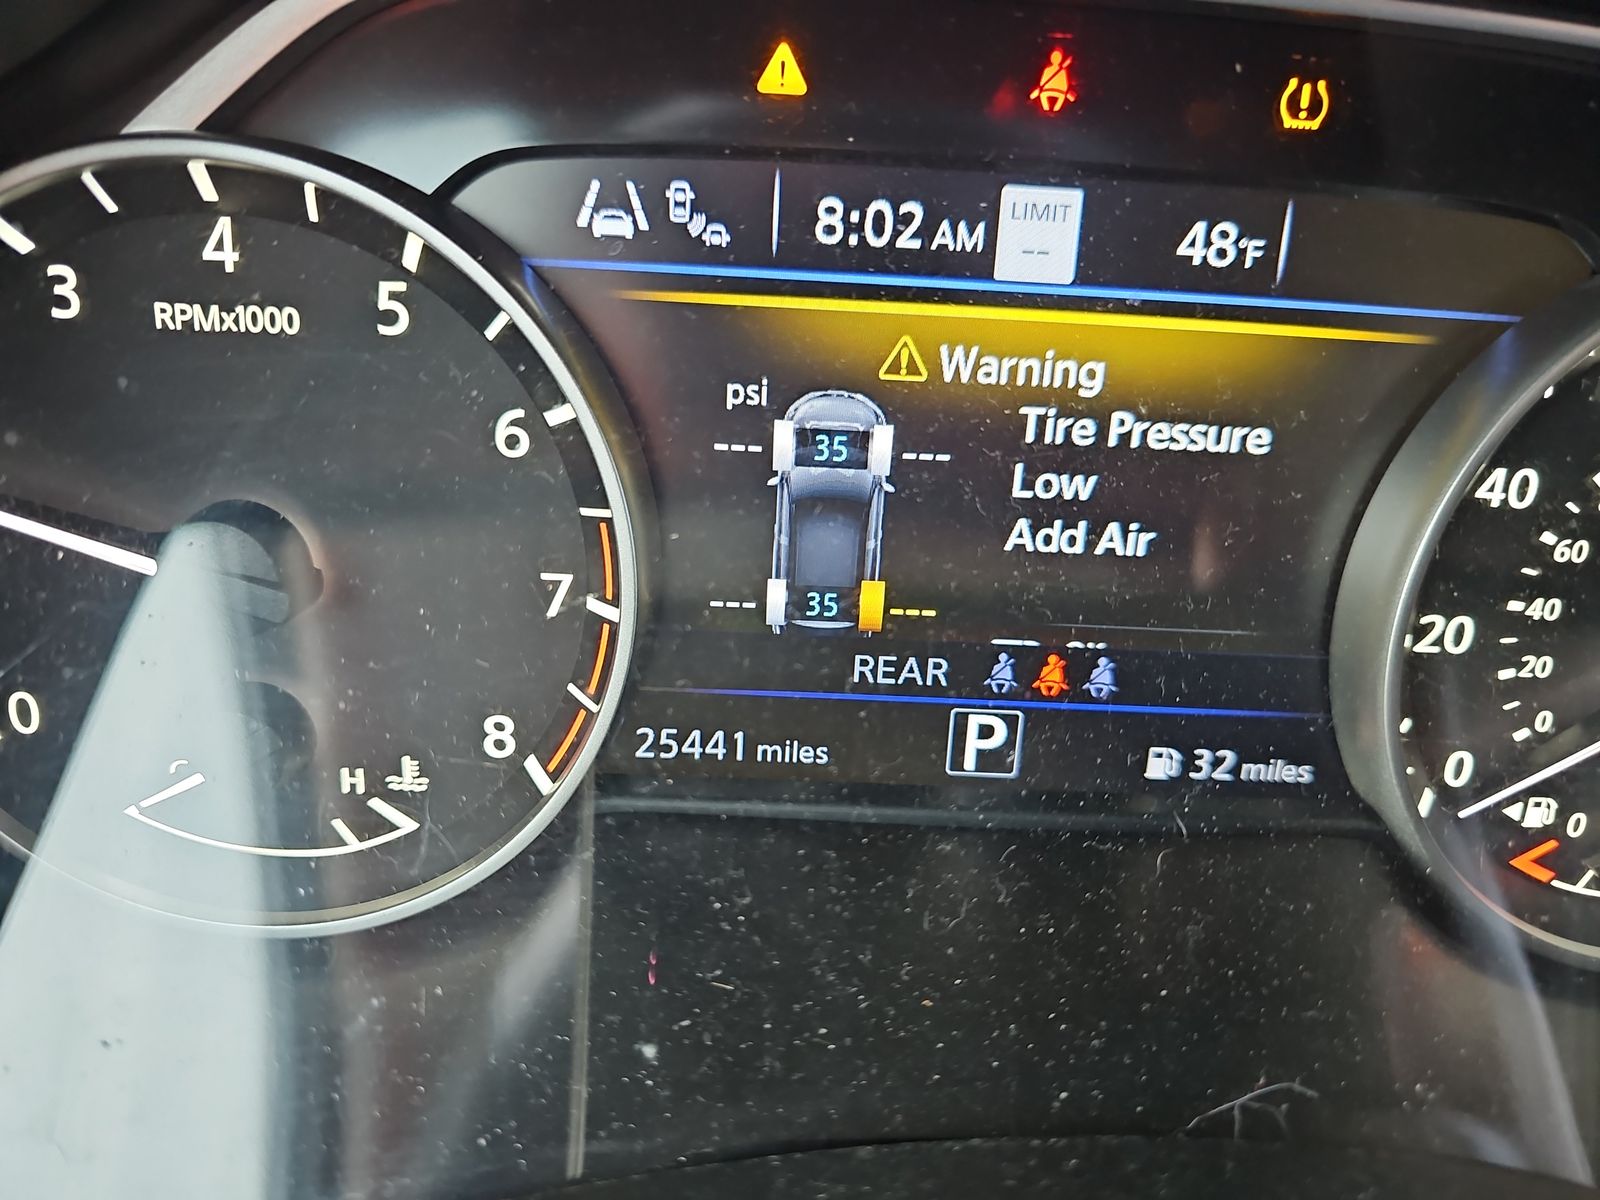 8:02 AM
LIMIT
--
48°F
Warning
psi
Tire Pressure
Low
Add Air
--- 35 ---
--- 35 ---
REAR
25441 miles
P
32 miles
0
3
4
5
6
7
8
RPMx1000
H
40
20
0
60
40
20
0
0